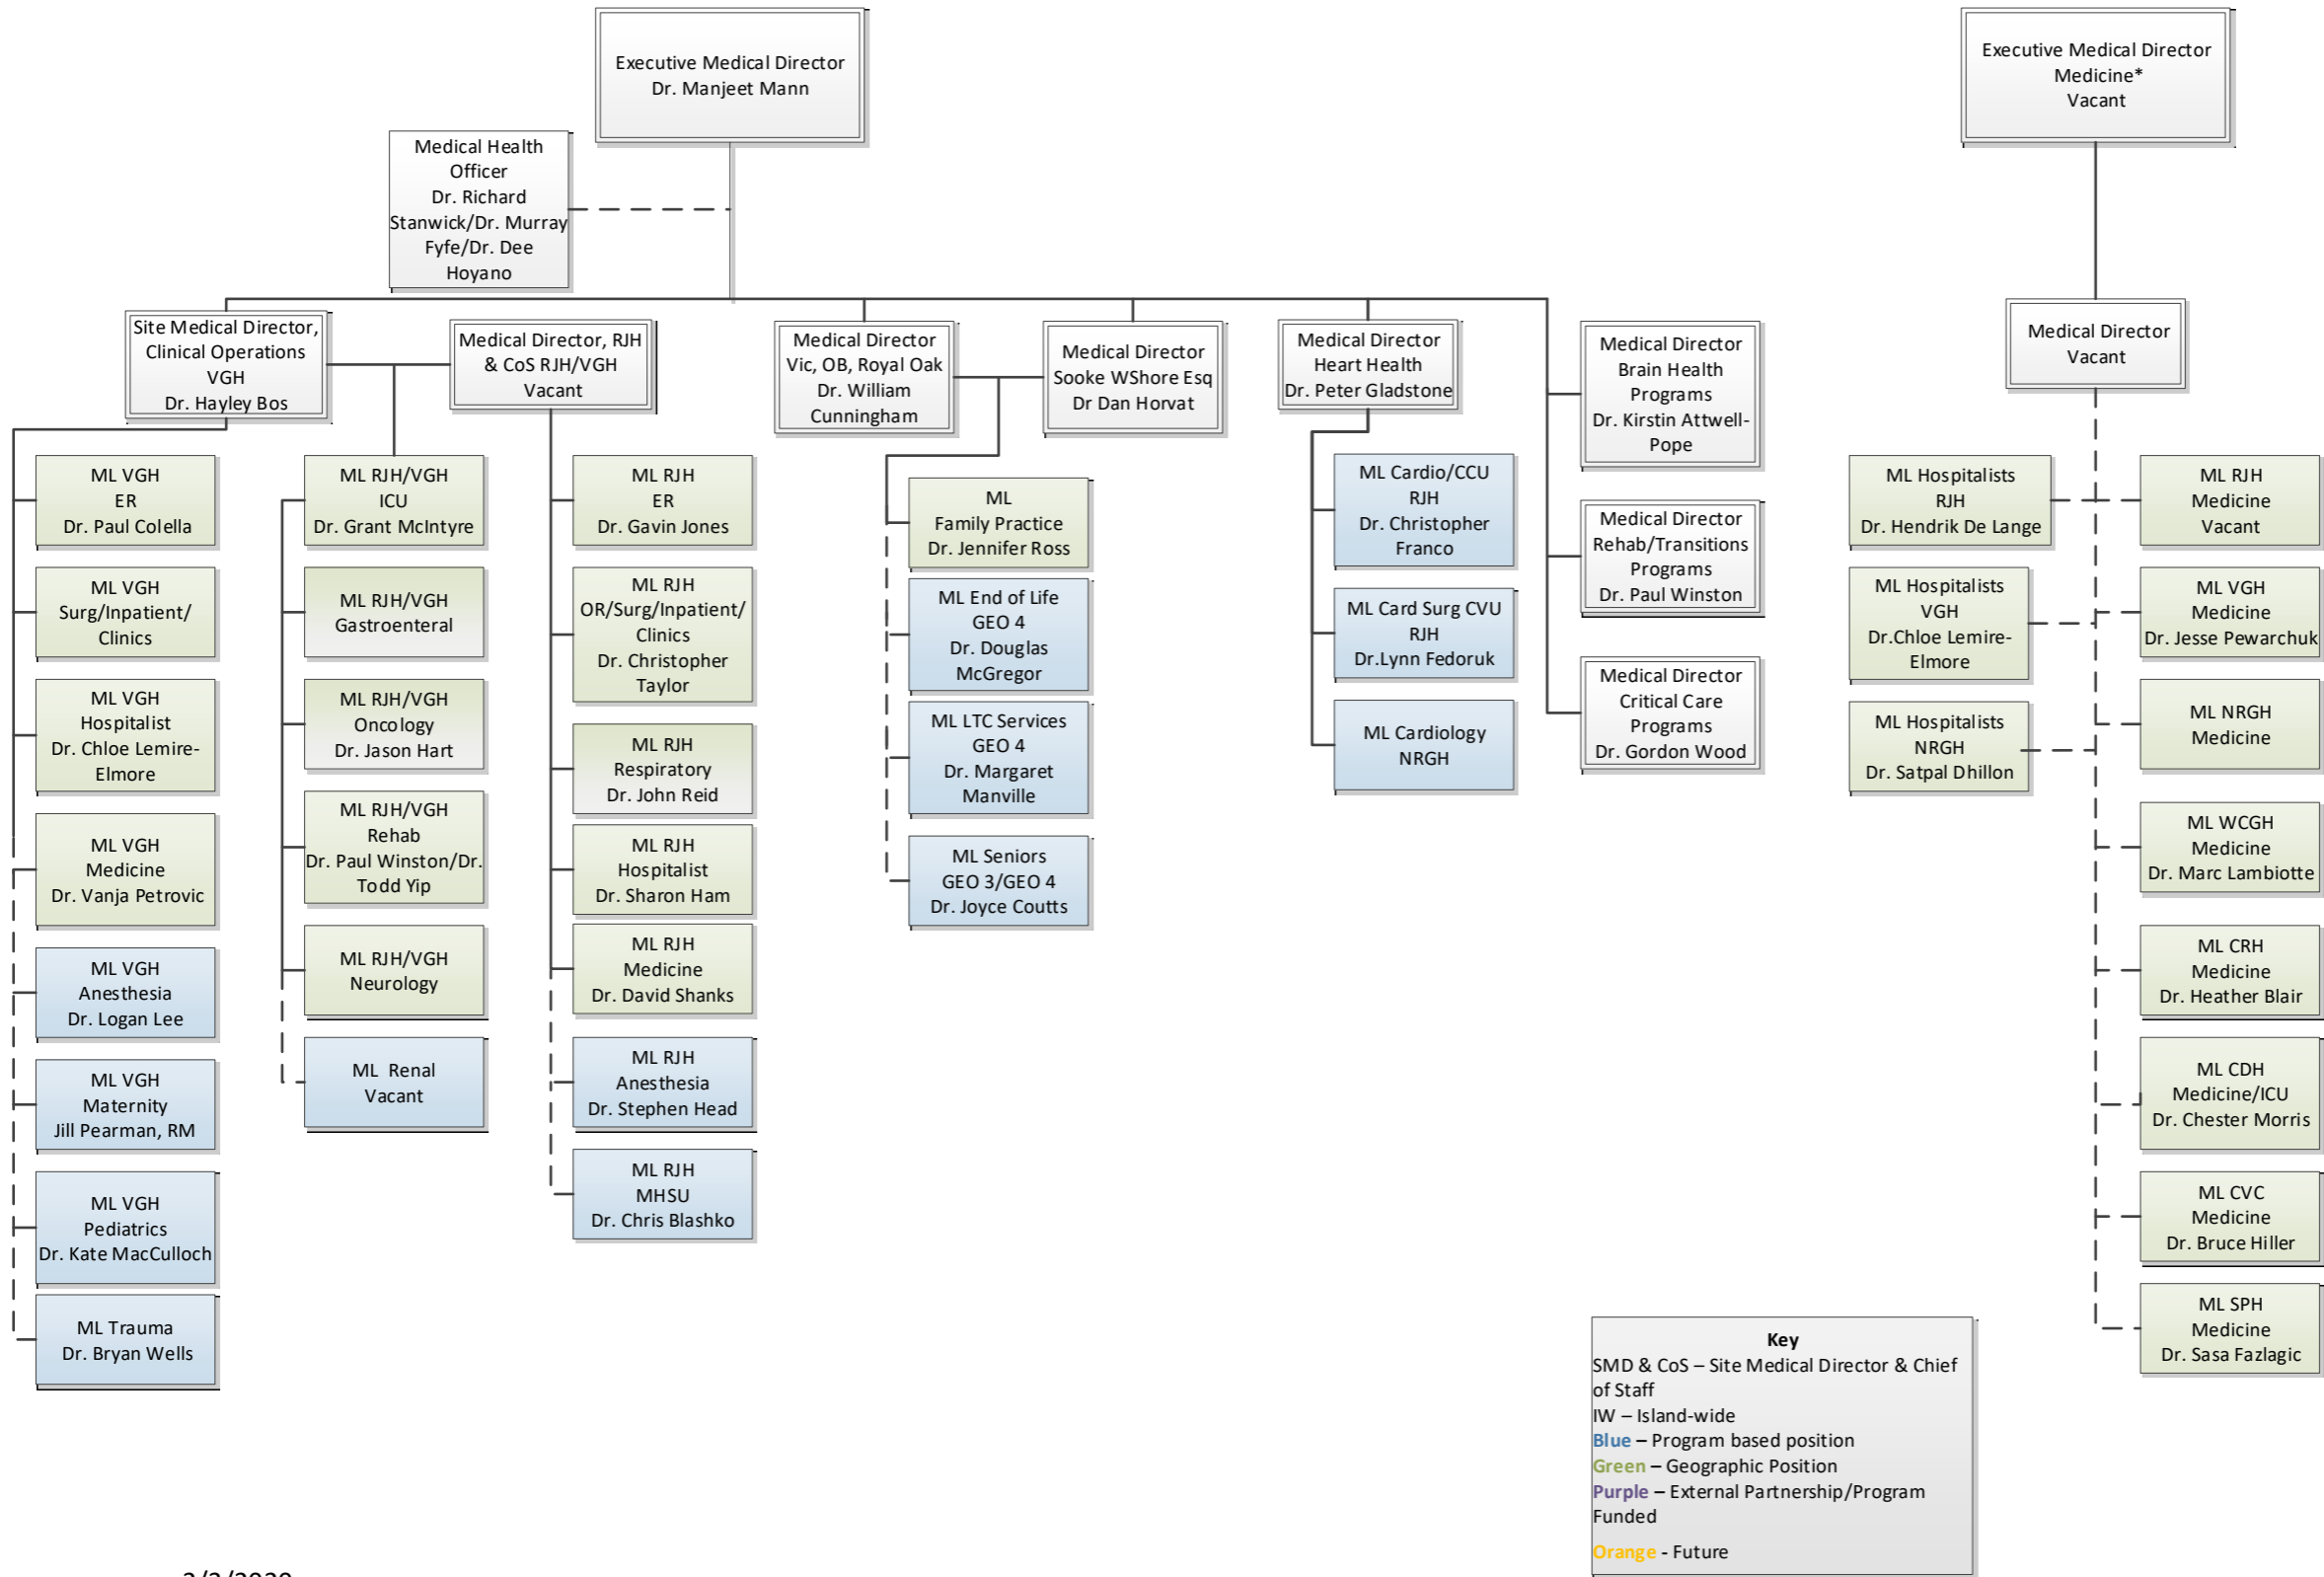 Executive Medical Director
Dr. Manjeet Mann
Executive Medical Director
Medicine*
Vacant
Medical Health
Officer
Dr. Richard
Stanwick/Dr. Murray
Fyfe/Dr. Dee
Hoyano
Site Medical Director,
Clinical Operations
VGH
Dr. Hayley Bos
Medical Director, RJH
& CoS RJH/VGH
Vacant
Medical Director
Vic, OB, Royal Oak
Dr. William
Cunningham
Medical Director
Sooke WShore Esq
Dr Dan Horvat
Medical Director
Heart Health
Dr. Peter Gladstone
Medical Director
Brain Health
Programs
Dr. Kirstin Attwell-
Pope
Medical Director
Rehab/Transitions
Programs
Dr. Paul Winston
Medical Director
Critical Care
Programs
Dr. Gordon Wood
Medical Director
Vacant
ML VGH
ER
Dr. Paul Colella
ML VGH
Surg/Inpatient/
Clinics
ML VGH
Hospitalist
Dr. Chloe Lemire-
Elmore
ML VGH
Medicine
Dr. Vanja Petrovic
ML VGH
Anesthesia
Dr. Logan Lee
ML VGH
Maternity
Jill Pearman, RM
ML VGH
Pediatrics
Dr. Kate MacCulloch
ML Trauma
Dr. Bryan Wells
ML RJH/VGH
ICU
Dr. Grant McIntyre
ML RJH/VGH
Gastroenteral
ML RJH/VGH
Oncology
Dr. Jason Hart
ML RJH/VGH
Rehab
Dr. Paul Winston/Dr.
Todd Yip
ML RJH/VGH
Neurology
ML Renal
Vacant
ML RJH
ER
Dr. Gavin Jones
ML RJH
OR/Surg/Inpatient/
Clinics
Dr. Christopher
Taylor
ML RJH
Respiratory
Dr. John Reid
ML RJH
Hospitalist
Dr. Sharon Ham
ML RJH
Medicine
Dr. David Shanks
ML RJH
Anesthesia
Dr. Stephen Head
ML RJH
MHSU
Dr. Chris Blashko
ML
Family Practice
Dr. Jennifer Ross
ML End of Life
GEO 4
Dr. Douglas
McGregor
ML LTC Services
GEO 4
Dr. Margaret
Manville
ML Seniors
GEO 3/GEO 4
Dr. Joyce Coutts
ML Cardio/CCU
RJH
Dr. Christopher
Franco
ML Card Surg CVU
RJH
Dr.Lynn Fedoruk
ML Cardiology
NRGH
ML Hospitalists
RJH
Dr. Hendrik De Lange
ML Hospitalists
VGH
Dr.Chloe Lemire-
Elmore
ML Hospitalists
NRGH
Dr. Satpal Dhillon
ML RJH
Medicine
Vacant
ML VGH
Medicine
Dr. Jesse Pewarchuk
ML NRGH
Medicine
ML WCGH
Medicine
Dr. Marc Lambiotte
ML CRH
Medicine
Dr. Heather Blair
ML CDH
Medicine/ICU
Dr. Chester Morris
ML CVC
Medicine
Dr. Bruce Hiller
ML SPH
Medicine
Dr. Sasa Fazlagic
Key
SMD & CoS – Site Medical Director & Chief
of Staff
IW – Island-wide
Blue – Program based position
Green – Geographic Position
Purple – External Partnership/Program
Funded
Orange - Future